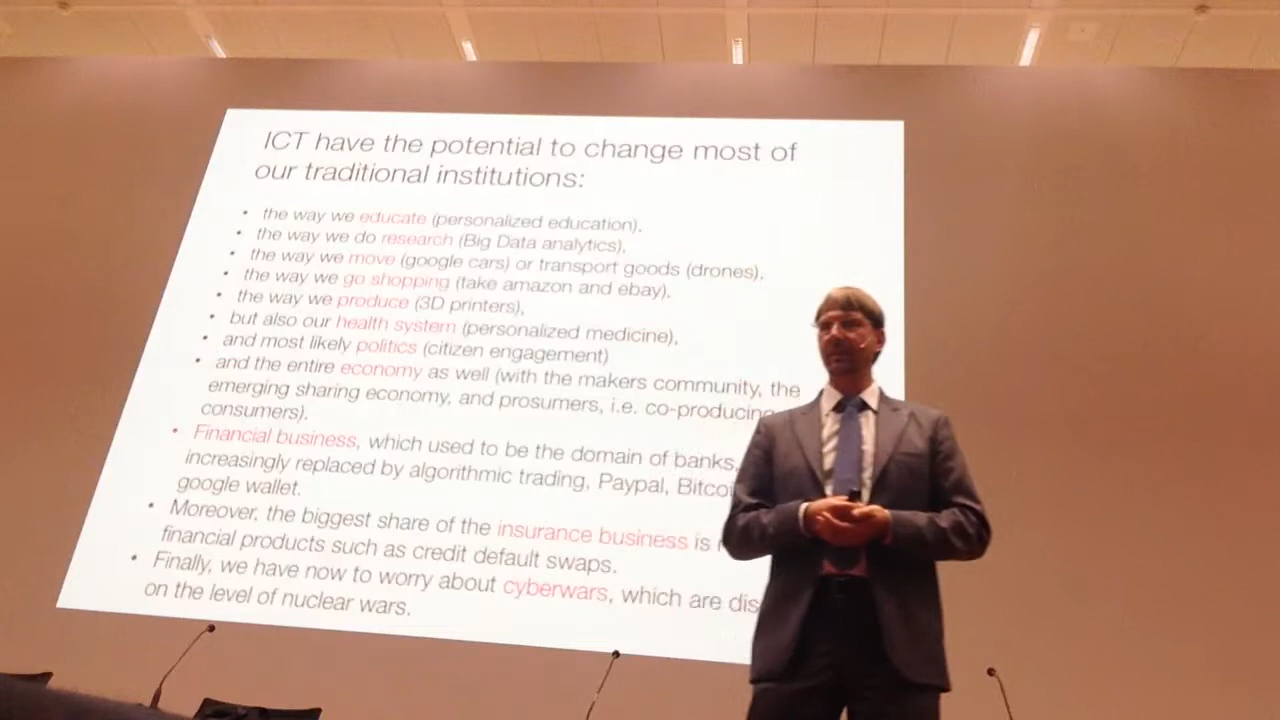 ICT have the potential to change most of
our traditional institutions:
• the way we educate (personalized education),
• the way we do research (Big Data analytics),
• the way we move (google cars) or transport goods (drones),
• the way we go shopping (take amazon and ebay),
• the way we produce (3D printers),
• but also our health system (personalized medicine),
• and most likely politics (citizen engagement)
• and the entire economy as well (with the makers community, the
emerging sharing economy, and prosumers, i.e. co-producing
consumers).
• Financial business, which used to be the domain of banks,
increasingly replaced by algorithmic trading, Paypal, Bitcoi
google wallet.
• Moreover, the biggest share of the insurance business is
financial products such as credit default swaps.
• Finally, we have now to worry about cyberwars, which are dis
on the level of nuclear wars.